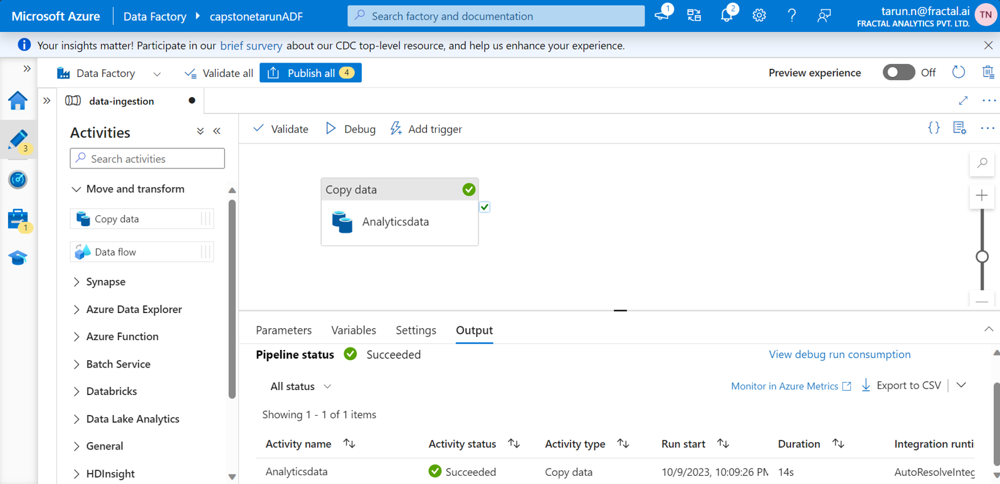 Microsoft Azure Data Factory capstonetarunADF Search factory and documentation 1 2 tarun.n@fractal.ai
FRACTAL ANALYTICS PVT. LTD. TN
Your insights matter! Participate in our brief survery about our CDC top-level resource, and help us enhance your experience.
Data Factory Validate all Publish all 4 Preview experience Off
data-ingestion
Activities
Validate Debug Add trigger {}
3
Search activities
Move and transform
Copy data
Copy data
Analyticsdata
1
Data flow
Synapse
Azure Data Explorer
Azure Function
Batch Service
Databricks
Data Lake Analytics
General
HDInsight
Parameters Variables Settings Output
Pipeline status Succeeded View debug run consumption
All status Monitor in Azure Metrics Export to CSV
Showing 1 - 1 of 1 items
Activity name Activity status Activity type Run start Duration Integration runti
Analyticsdata Succeeded Copy data 10/9/2023, 10:09:26 PM 14s AutoResolveInteg